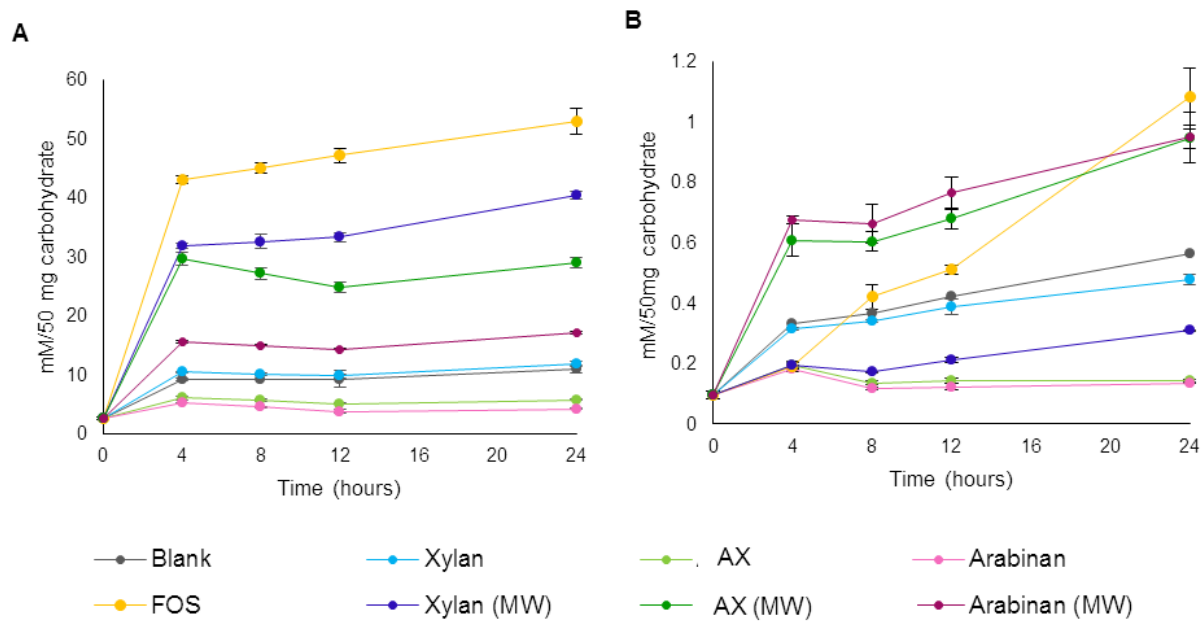 A
mM/50 mg carbohydrate
60
50
40
30
20
10
0
0 4 8 12 16 20 24
Time (hours)
B
mM/50mg carbohydrate
1.2
1
0.8
0.6
0.4
0.2
0
0 4 8 12 16 20 24
Time (hours)
Blank Xylan AX Arabinan
FOS Xylan (MW) AX (MW) Arabinan (MW)